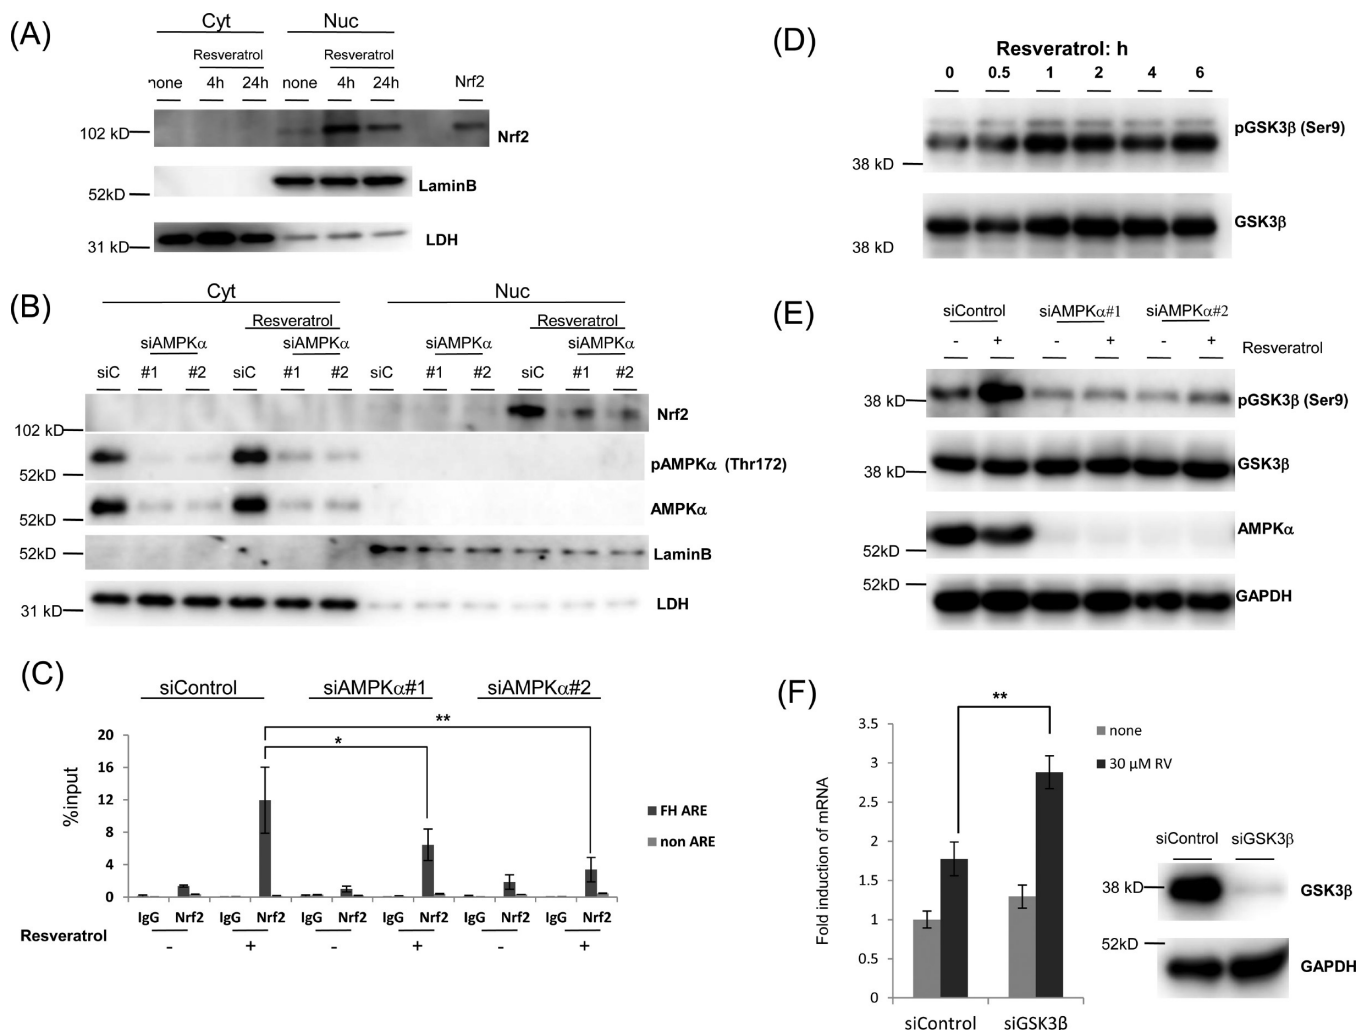 (A)
Cyt Nuc
Resveratrol Resveratrol
none 4h 24h none 4h 24h Nrf2
102 kD Nrf2
52kD LaminB
31 kD LDH
(B)
Cyt Nuc
Resveratrol Resveratrol
siAMPKα siAMPKα siAMPKα siAMPKα
siC #1 #2 siC #1 #2 siC #1 #2 siC #1 #2
Nrf2
102 kD
pAMPKα (Thr172)
52kD
AMPKα
52kD
52kD LaminB
31 kD LDH
(C)
siControl siAMPKα#1 siAMPKα#2
**
*
%input
20
16
12
8
4
0
FH ARE
non ARE
IgG Nrf2 IgG Nrf2 IgG Nrf2 IgG Nrf2 IgG Nrf2 IgG Nrf2
Resveratrol - + - + - +
(D)
Resveratrol: h
0 0.5 1 2 4 6
pGSK3β (Ser9)
38 kD
GSK3β
38 kD
(E)
siControl siAMPKα#1 siAMPKα#2
- + - + - + Resveratrol
38 kD pGSK3β (Ser9)
38 kD GSK3β
AMPKα
52kD
52kD
GAPDH
(F)
**
Fold induction of mRNA
3.5
3
2.5
2
1.5
1
0.5
0
none
30 µM RV
siControl siGSK3β
siControl siGSK3β
38 kD GSK3β
52kD
GAPDH